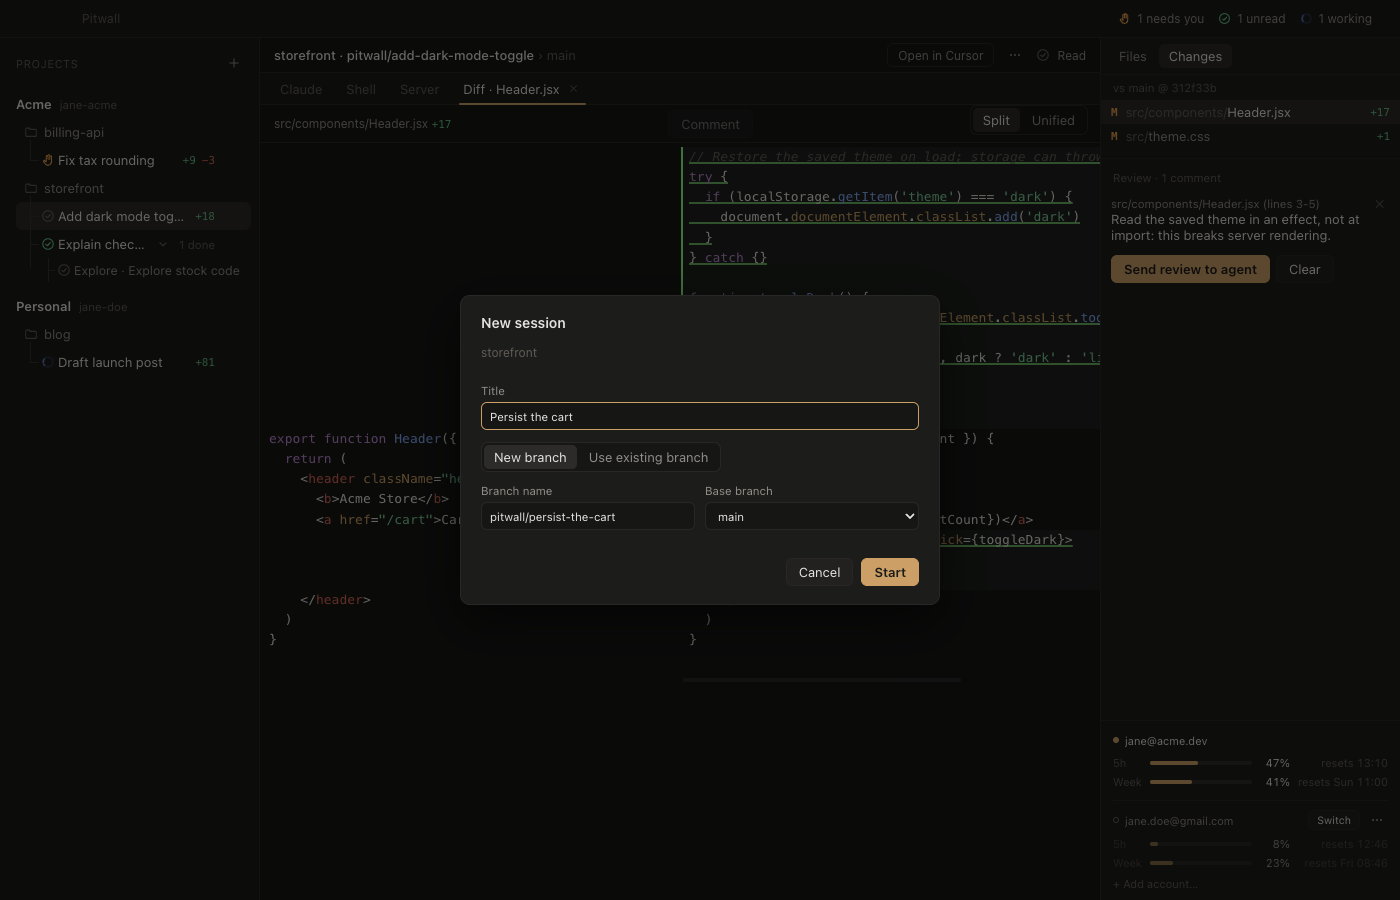 Pitwall
1 needs you
1 unread
1 working
PROJECTS
+
Acme jane-acme
billing-api
Fix tax rounding +9 −3
storefront
Add dark mode tog... +18
Explain chec... 1 done
Explore · Explore stock code
Personal jane-doe
blog
Draft launch post +81
storefront · pitwall/add-dark-mode-toggle › main
Open in Cursor
Read
Claude
Shell
Server
Diff · Header.jsx ×
src/components/Header.jsx +17
Comment
Split
Unified
// Restore the saved theme on load; storage can throw
try {
if (localStorage.getItem('theme') === 'dark') {
document.documentElement.classList.add('dark')
}
} catch {}
Element.classList.too
, dark ? 'dark' : 'li
export function Header({
return (
<header className="he
<b>Acme Store</b>
<a href="/cart">Car
</header>
)
}
nt }) {
tCount})</a>
ick={toggleDark}>
)
}
New session
storefront
Title
Persist the cart
New branch
Use existing branch
Branch name
Base branch
pitwall/persist-the-cart
main
Cancel
Start
Files
Changes
vs main @ 312f33b
M src/components/Header.jsx +17
M src/theme.css +1
Review · 1 comment
src/components/Header.jsx (lines 3-5) ×
Read the saved theme in an effect, not at
import: this breaks server rendering.
Send review to agent
Clear
jane@acme.dev
5h 47% resets 13:10
Week 41% resets Sun 11:00
jane.doe@gmail.com
Switch
5h 8% resets 12:46
Week 23% resets Fri 08:46
+ Add account...